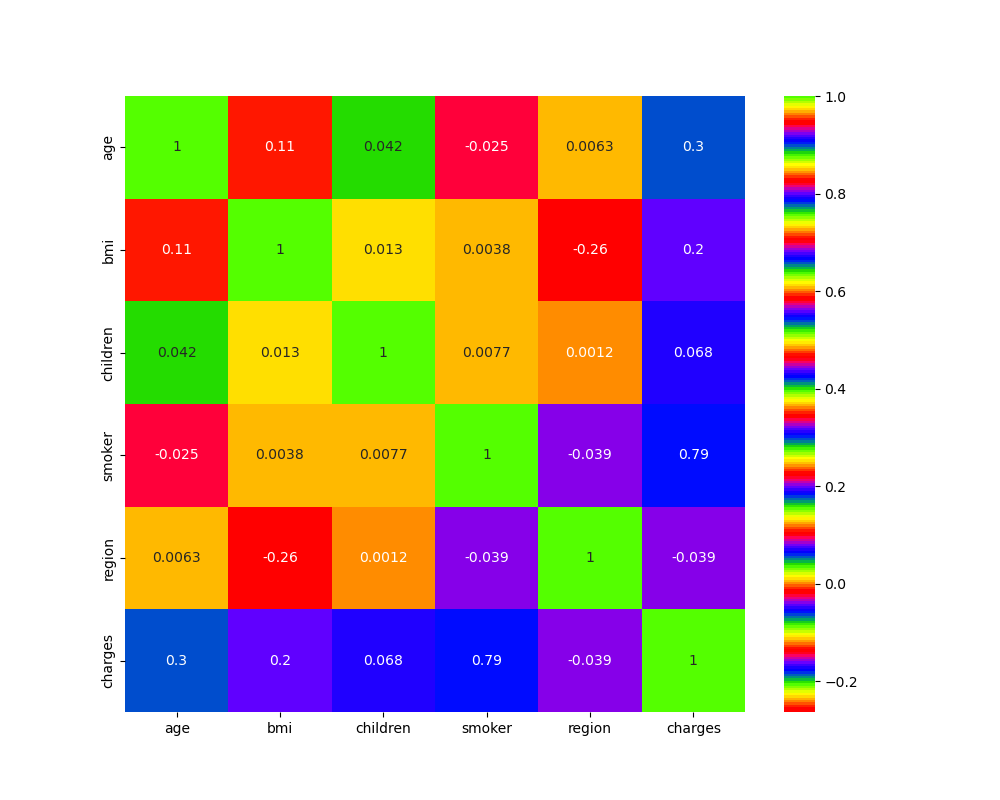 age 1 0.11 0.042 -0.025 0.0063 0.3
bmi 0.11 1 0.013 0.0038 -0.26 0.2
children 0.042 0.013 1 0.0077 0.0012 0.068
smoker -0.025 0.0038 0.0077 1 -0.039 0.79
region 0.0063 -0.26 0.0012 -0.039 1 -0.039
charges 0.3 0.2 0.068 0.79 -0.039 1
age bmi children smoker region charges
1.0
0.8
0.6
0.4
0.2
0.0
−0.2